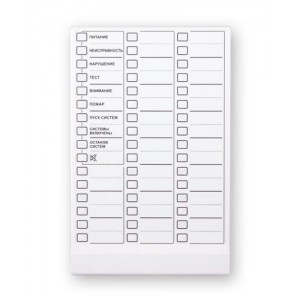 ПИТАНИЕ
НЕИСПРАВНОСТЬ
НАРУШЕНИЕ
ТЕСТ
ВНИМАНИЕ
ПОЖАР
ПУСК СИСТЕМ
СИСТЕМЫ
ВКЛЮЧЕНЫ
ОСТАНОВ
СИСТЕМ